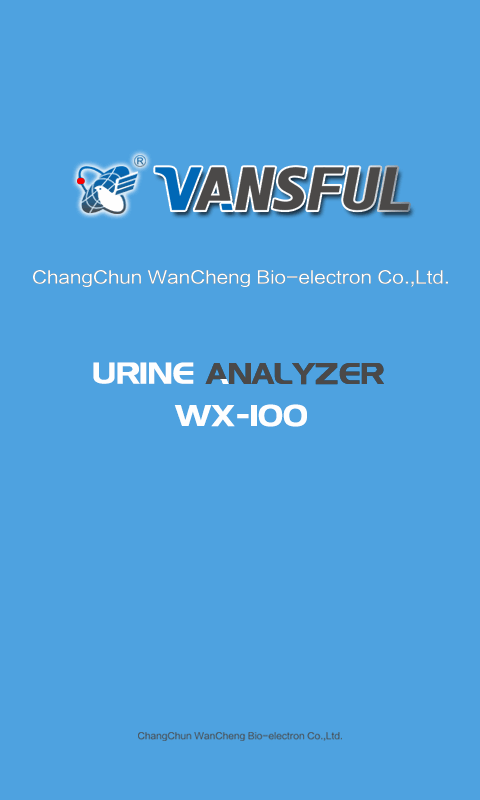 ®
VANSFUL
ChangChun WanCheng Bio-electron Co.,Ltd.
URINE ANALYZER
WX-100
ChangChun WanCheng Bio-electron Co.,Ltd.